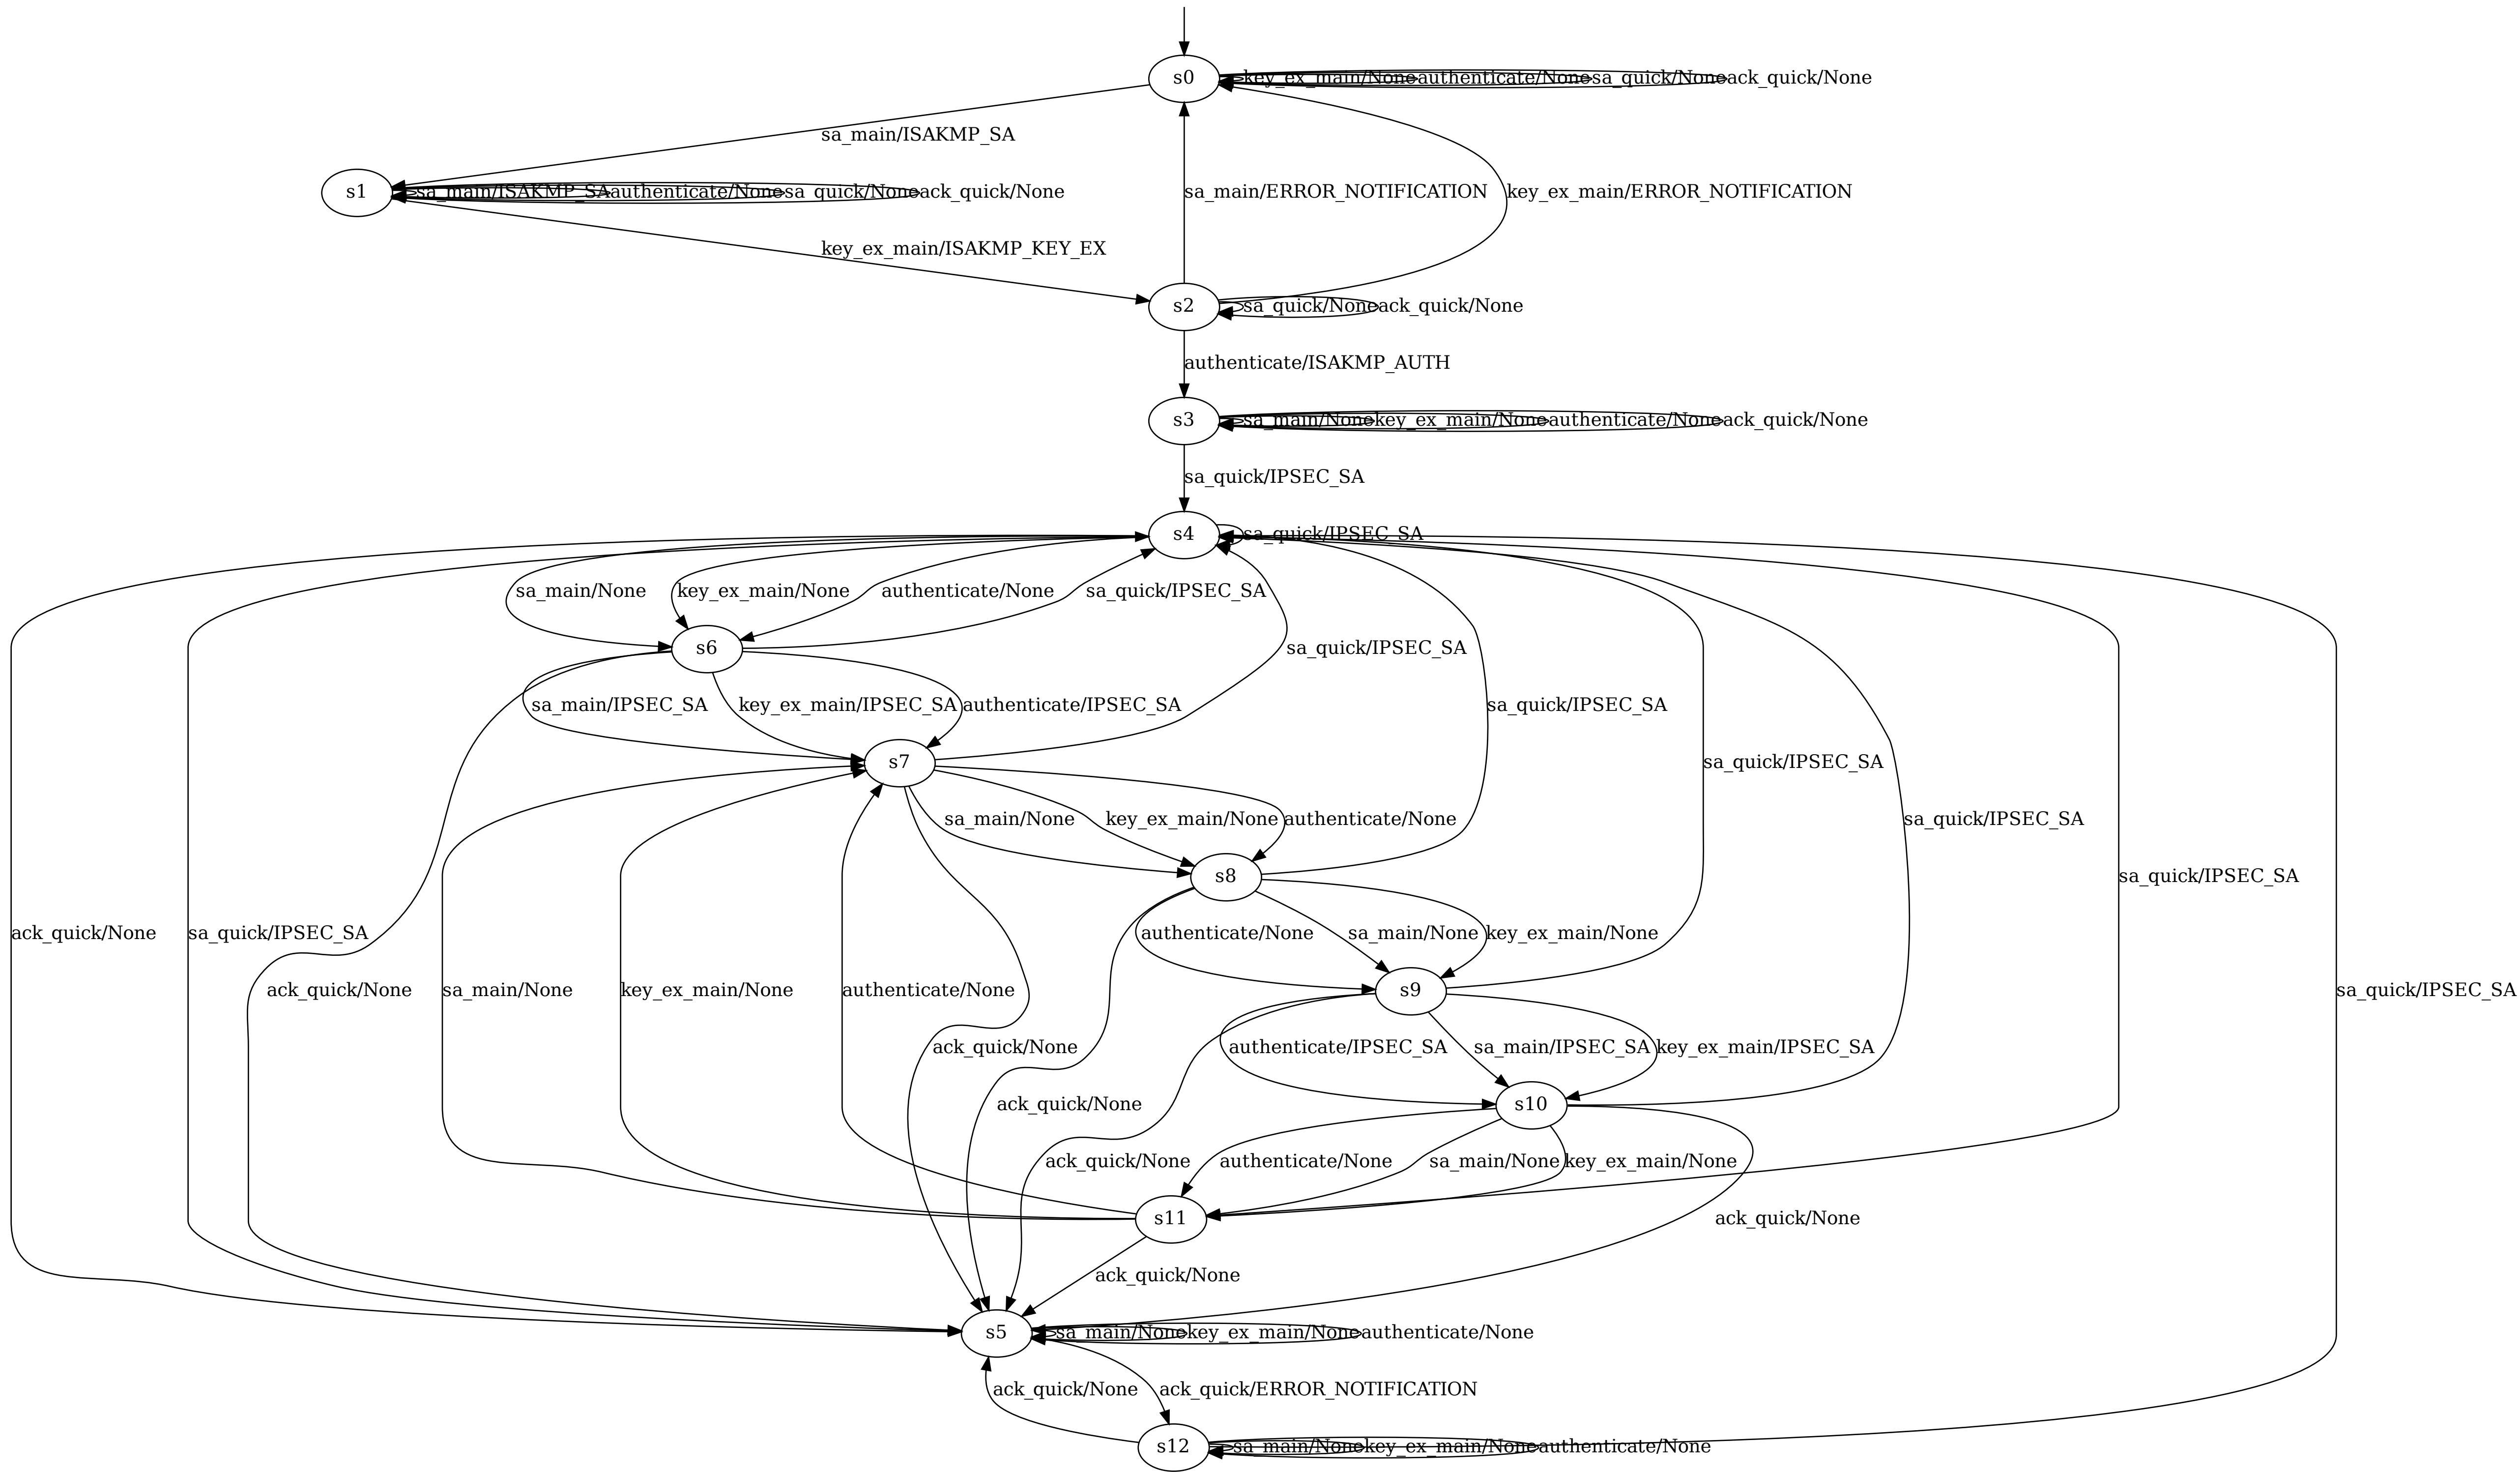 s0
key_ex_main/None
authenticate/None
sa_quick/None
ack_quick/None
sa_main/ISAKMP_SA
s1
sa_main/ISAKMP_SA
authenticate/None
sa_quick/None
ack_quick/None
sa_main/ERROR_NOTIFICATION
key_ex_main/ERROR_NOTIFICATION
key_ex_main/ISAKMP_KEY_EX
s2
sa_quick/None
ack_quick/None
authenticate/ISAKMP_AUTH
s3
sa_main/None
key_ex_main/None
authenticate/None
ack_quick/None
sa_quick/IPSEC_SA
s4
sa_quick/IPSEC_SA
sa_main/None
key_ex_main/None
authenticate/None
sa_quick/IPSEC_SA
s6
sa_quick/IPSEC_SA
sa_main/IPSEC_SA
key_ex_main/IPSEC_SA
authenticate/IPSEC_SA
sa_quick/IPSEC_SA
s7
sa_quick/IPSEC_SA
sa_main/None
key_ex_main/None
authenticate/None
sa_quick/IPSEC_SA
s8
sa_quick/IPSEC_SA
ack_quick/None
sa_quick/IPSEC_SA
authenticate/None
sa_main/None
key_ex_main/None
ack_quick/None
sa_main/None
key_ex_main/None
authenticate/None
s9
sa_quick/IPSEC_SA
ack_quick/None
authenticate/IPSEC_SA
sa_main/IPSEC_SA
key_ex_main/IPSEC_SA
ack_quick/None
s10
ack_quick/None
authenticate/None
sa_main/None
key_ex_main/None
s11
ack_quick/None
ack_quick/None
s5
sa_main/None
key_ex_main/None
authenticate/None
ack_quick/None
ack_quick/ERROR_NOTIFICATION
s12
sa_main/None
key_ex_main/None
authenticate/None